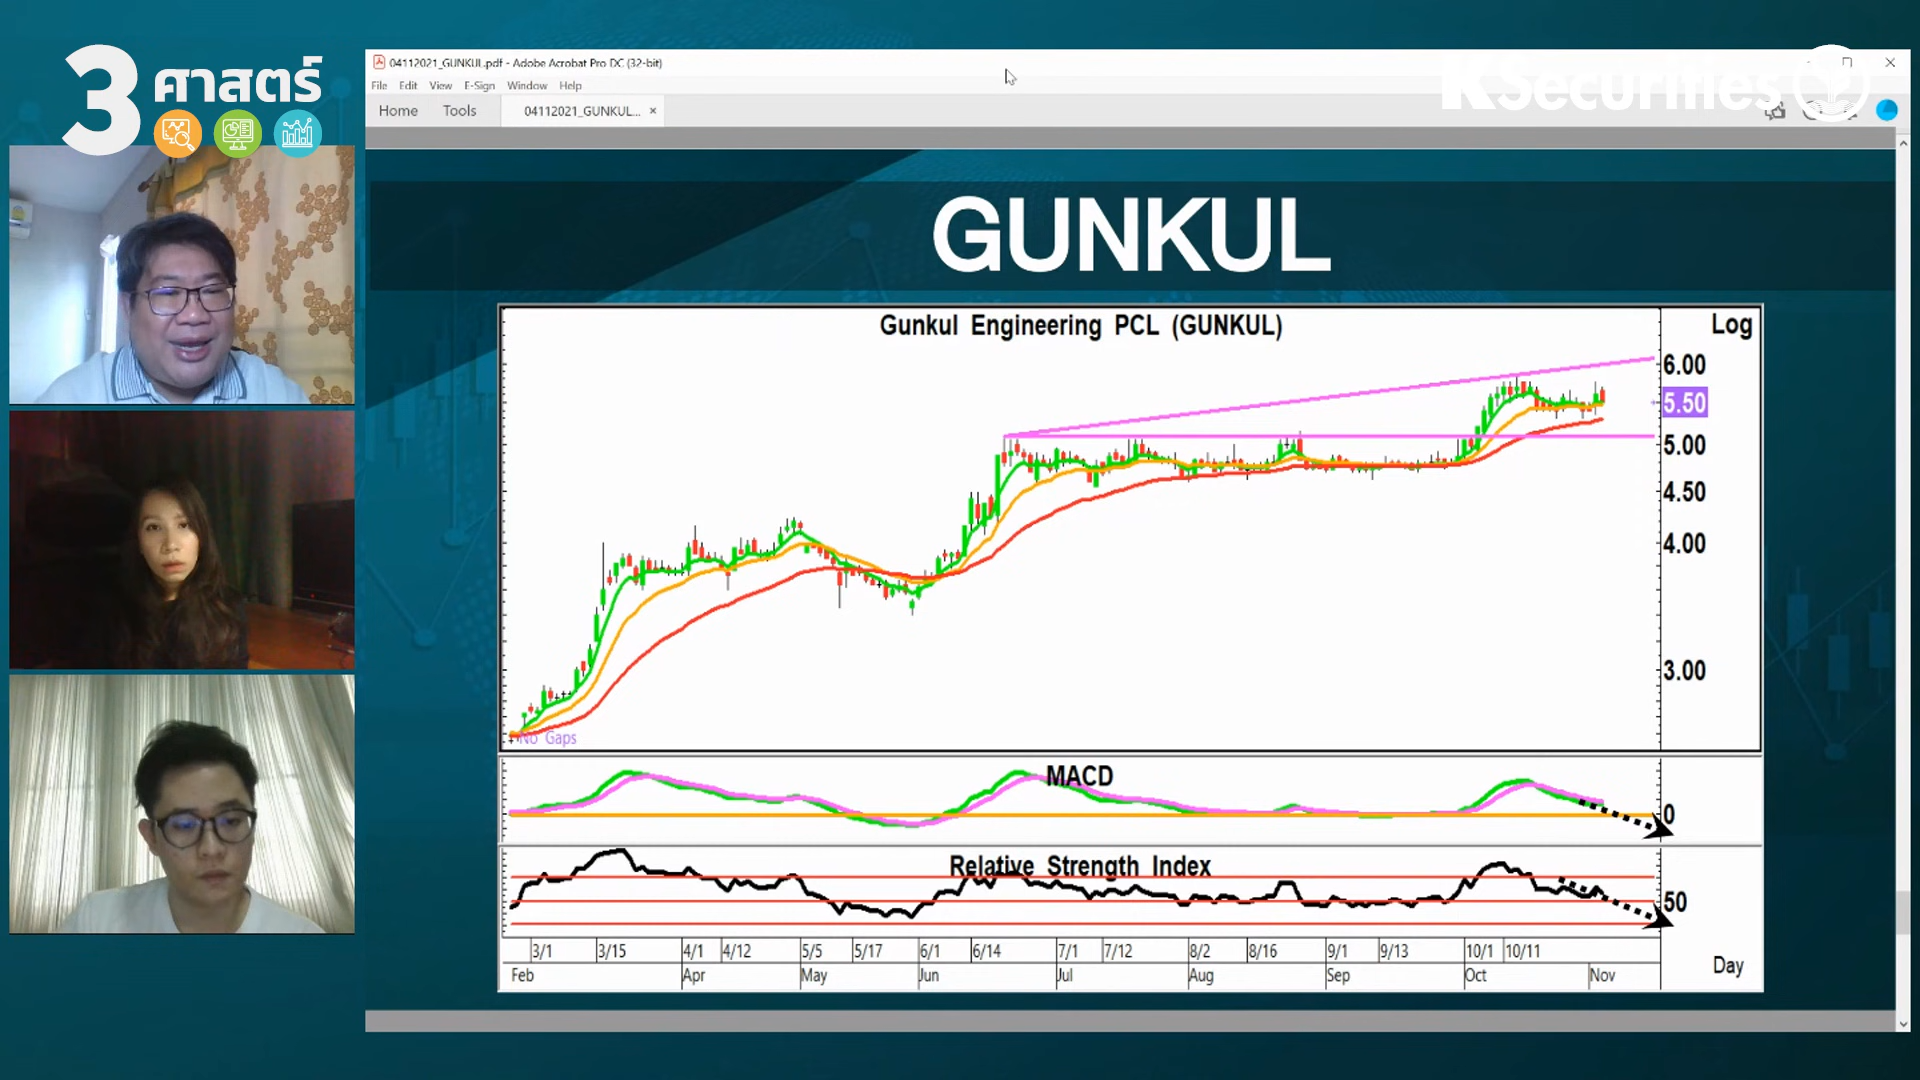 3 ศาสตร์
04112021_GUNKUL.pdf - Adobe Acrobat Pro DC (32-bit)
File Edit View E-Sign Window Help
KSecurities
Home Tools 04112021_GUNKUL... ×
GUNKUL
Gunkul Engineering PCL (GUNKUL)
Log
6.00
5.50
5.00
4.50
4.00
3.00
No Gaps
MACD
0
Relative Strength Index
50
3/1 3/15 4/1 4/12 5/5 5/17 6/1 6/14 7/1 7/12 8/2 8/16 9/1 9/13 10/1 10/11
Feb Apr May Jun Jul Aug Sep Oct Nov
Day